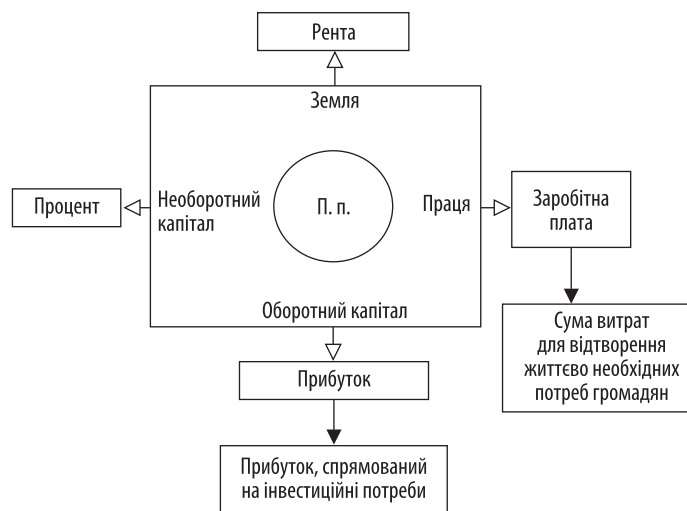 Рента
Земля
Процент
Необоротний
капітал
П. п.
Праця
Заробітна
плата
Оборотний капітал
Сума витрат
для відтворення
життєво необхідних
потреб громадян
Прибуток
Прибуток, спрямований
на інвестиційні потреби